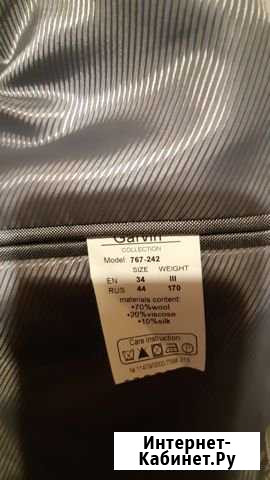 Garvin
COLLECTION
Model 767-242
SIZE WEIGHT
EN 34 III
RUS 44 170
materials content:
•70%wool
•20%viscose
•10%silk
Care instruction:
Интернет-
Кабинет.Ру